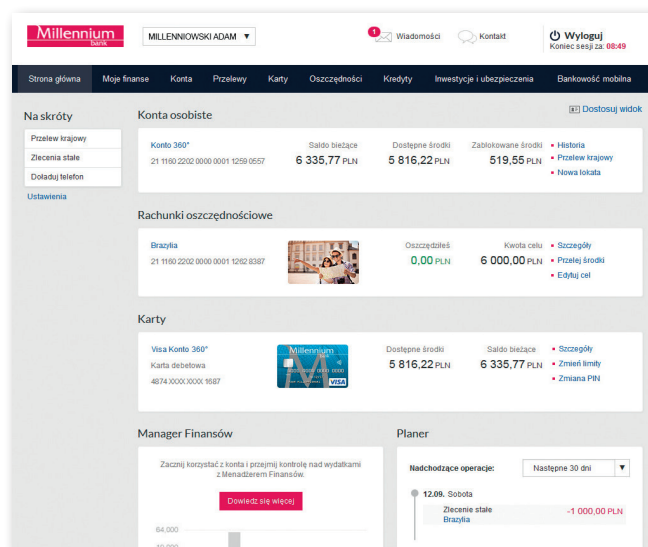 Millennium
bank
MILLENNIOWSKI ADAM ▼
1
Wiadomości
Kontakt
Wyloguj
Koniec sesji za: 08:49
Strona główna Moje finanse Konta Przelewy Karty Oszczędności Kredyty Inwestycje i ubezpieczenia Bankowość mobilna
Dostosuj widok
Na skróty
Przelew krajowy
Zlecenia stałe
Doładuj telefon
Ustawienia
Konta osobiste
Konto 360° Saldo bieżące Dostępne środki Zablokowane środki
21 1160 2202 0000 0001 1259 0557 6 335,77 PLN 5 816,22 PLN 519,55 PLN
Historia
Przelew krajowy
Nowa lokata
Rachunki oszczędnościowe
Brazylia Oszczędziłeś Kwota celu
21 1160 2202 0000 0001 1262 8387 0,00 PLN 6 000,00 PLN
Szczegóły
Przelej środki
Edytuj cel
Karty
Visa Konto 360° Dostępne środki Saldo bieżące
Karta debetowa 5 816,22 PLN 6 335,77 PLN
4874 XXXX XXXX 1687
Millennium
VISA
Szczegóły
Zmień limity
Zmiana PIN
Manager Finansów
Zacznij korzystać z konta i przejmij kontrolę nad wydatkami
z Menadżerem Finansów.
Dowiedz się więcej
64,000
Planer
Nadchodzące operacje: Następne 30 dni ▼
12.09. Sobota
Zlecenie stałe -1 000,00 PLN
Brazylia